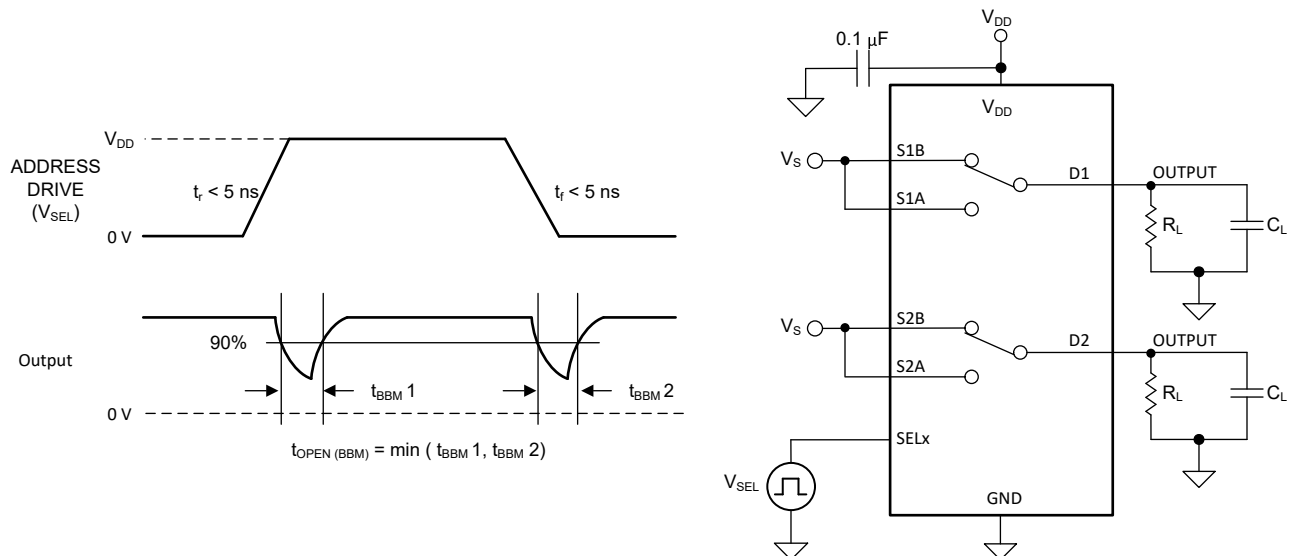 V_DD
ADDRESS
DRIVE
(V_SEL)
t_r < 5 ns
t_f < 5 ns
0 V
Output
90%
t_BBM 1
t_BBM 2
0 V
t_OPEN (BBM) = min ( t_BBM 1, t_BBM 2)
V_DD
0.1 μF
V_DD
V_S
S1B
S1A
D1
OUTPUT
R_L
C_L
V_S
S2B
S2A
D2
OUTPUT
R_L
C_L
SELx
V_SEL
GND